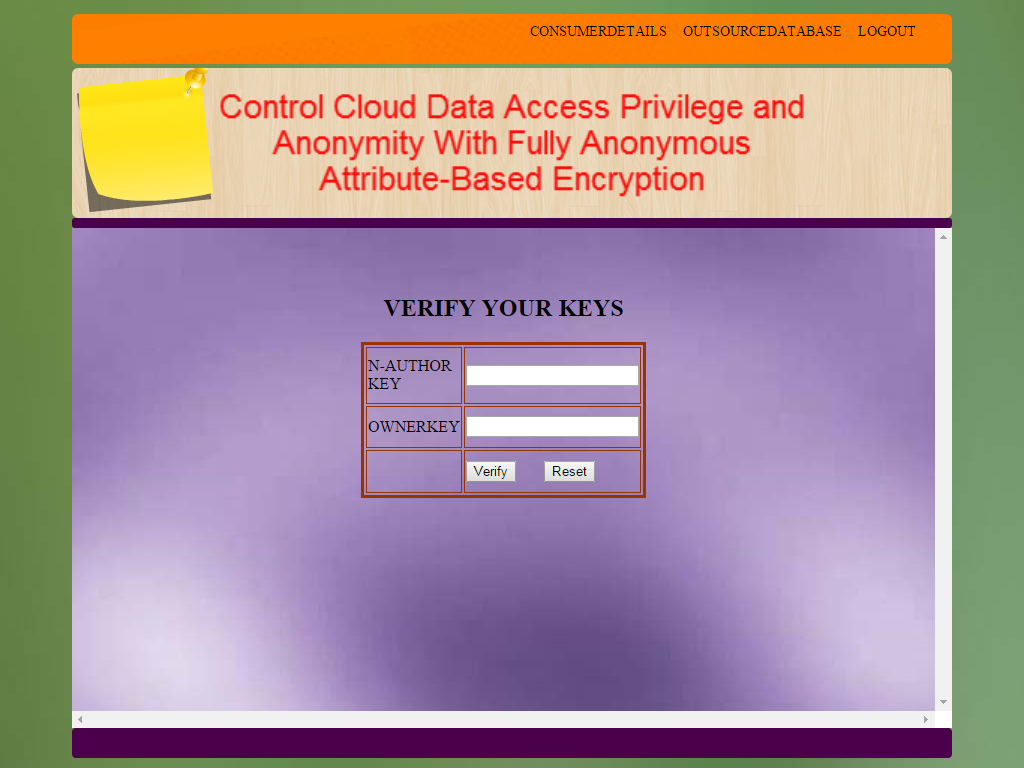 CONSUMERDETAILS OUTSOURCEDATABASE LOGOUT
Control Cloud Data Access Privilege and
Anonymity With Fully Anonymous
Attribute-Based Encryption
VERIFY YOUR KEYS
N-AUTHOR
KEY
OWNERKEY
Verify Reset